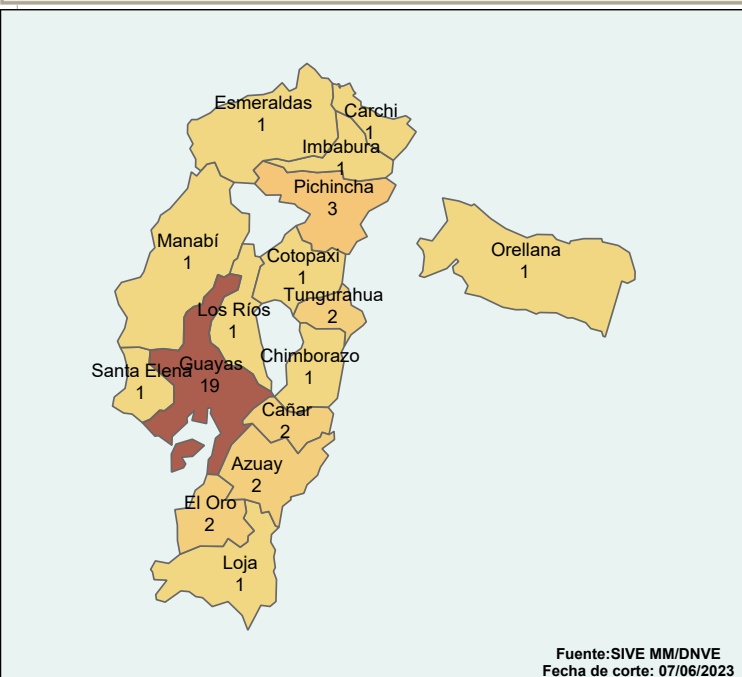 Esmeraldas
1
Carchi
1
Imbabura
1
Pichincha
3
Manabí
1
Orellana
1
Cotopaxi
1
Tungurahua
2
Los Ríos
1
Chimborazo
1
Santa Elena
1
Guayas
19
Cañar
2
Azuay
2
El Oro
2
Loja
1
Fuente:SIVE MM/DNVE
Fecha de corte: 07/06/2023